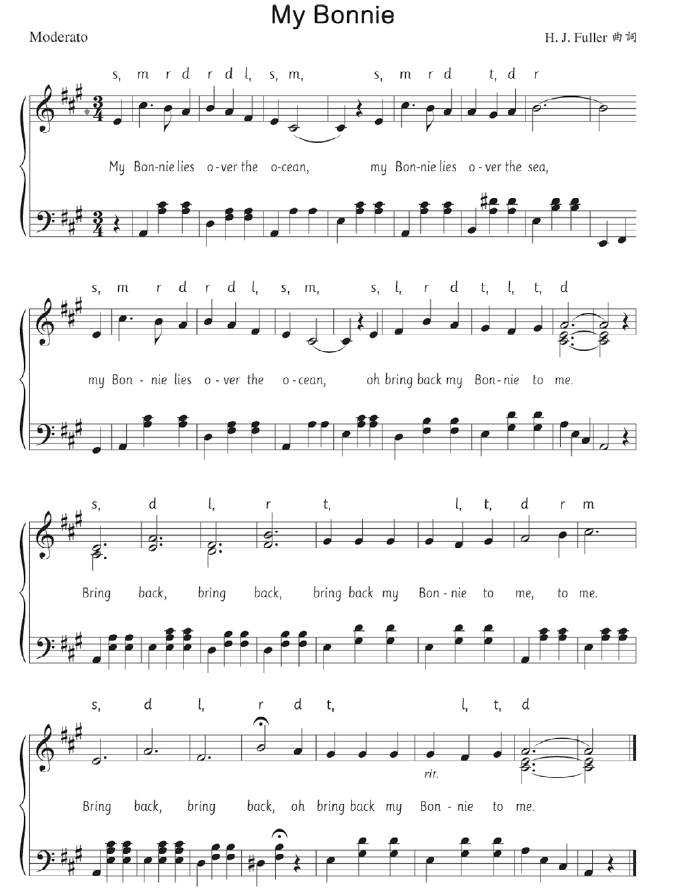 My Bonnie
Moderato
H. J. Fuller 曲詞
s, m r d r d l, s, m, s, m r d t, d r
My Bon-nie lies o-ver the o-cean, my Bon-nie lies o-ver the sea,
s, m r d r d l, s, m, s, l, r d t, l, t, d
my Bon-nie lies o-ver the o-cean, oh bring back my Bon-nie to me.
s, d l, r t, l, t, d r m
Bring back, bring back, bring back my Bon-nie to me, to me.
s, d l, r d t, l, t, d
rit.
Bring back, bring back, oh bring back my Bon-nie to me.